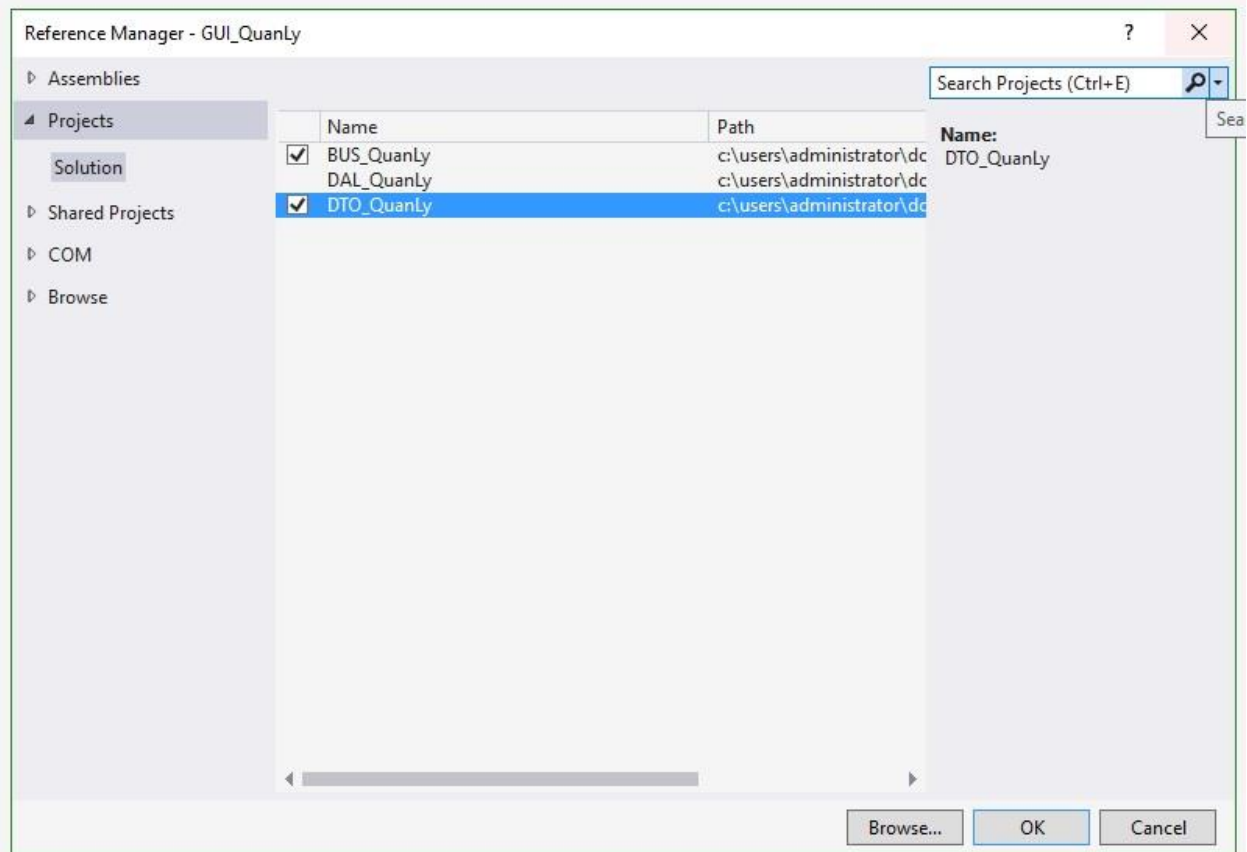 Reference Manager - GUI_QuanLy ?
Assemblies
Projects
Solution
Shared Projects
COM
Browse
Name Path
BUS_QuanLy c:\users\administrator\dc
DAL_QuanLy c:\users\administrator\dc
DTO_QuanLy c:\users\administrator\dc
Search Projects (Ctrl+E)
Sea
Name:
DTO_QuanLy
Browse... OK Cancel